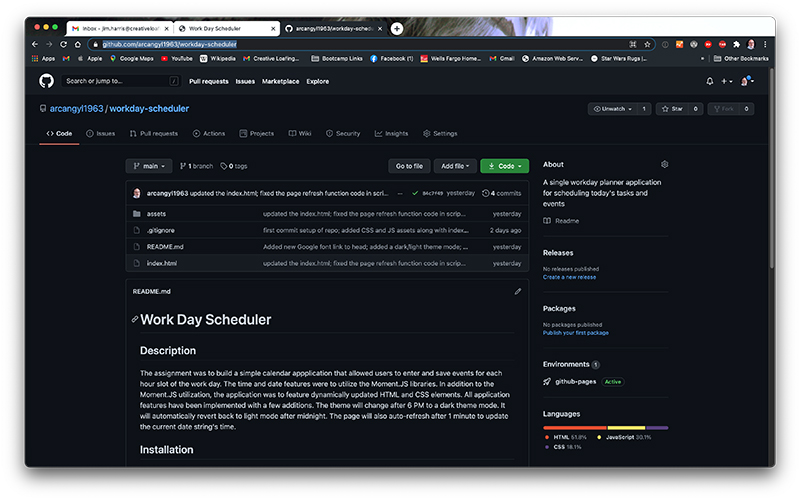 Inbox - jim.harris@creativeloa
Work Day Scheduler
arcangyl1963/workday-schedu
github.com/arcangyl1963/workday-scheduler
Apps
Apple
Google Maps
YouTube
Wikipedia
Creative Loafing...
Bootcamp Links
Facebook (1)
Wells Fargo Home...
Gmail
Amazon Web Serv...
Star Wars Rugs |...
Other Bookmarks
Search or jump to...
Pull requests
Issues
Marketplace
Explore
arcangyl1963 / workday-scheduler
Unwatch 1
Star 0
Fork 0
Code
Issues
Pull requests
Actions
Projects
Wiki
Security
Insights
Settings
main
1 branch
0 tags
Go to file
Add file
Code
arcangyl1963 updated the index.html; fixed the page refresh function code in scrip...
yesterday
4 commits
assets updated the index.html; fixed the page refresh function code in scrip... yesterday
.gitignore first commit setup of repo; added CSS and JS assets along with index... 2 days ago
README.md Added new Google font link to head; added a dark/light theme mode; ... yesterday
index.html updated the index.html; fixed the page refresh function code in scrip... yesterday
README.md
Work Day Scheduler
Description
The assignment was to build a simple calendar appplication that allowed users to enter and save events for each
hour slot of the work day. The time and date features were to utilize the Moment.JS libraries. In addition to the
Moment.JS utilization, the application was to feature dynamically updated HTML and CSS elements. All application
features have been implemented with a few additions. The theme will change after 6 PM to a dark theme mode. It
will automatically revert back to light mode after midnight. The page will also auto-refresh after 1 minute to update
the current date string's time.
Installation
About
A single workday planner application
for scheduling today's tasks and
events
Readme
Releases
No releases published
Create a new release
Packages
No packages published
Publish your first package
Environments 1
github-pages Active
Languages
HTML 51.8%
JavaScript 30.1%
CSS 18.1%